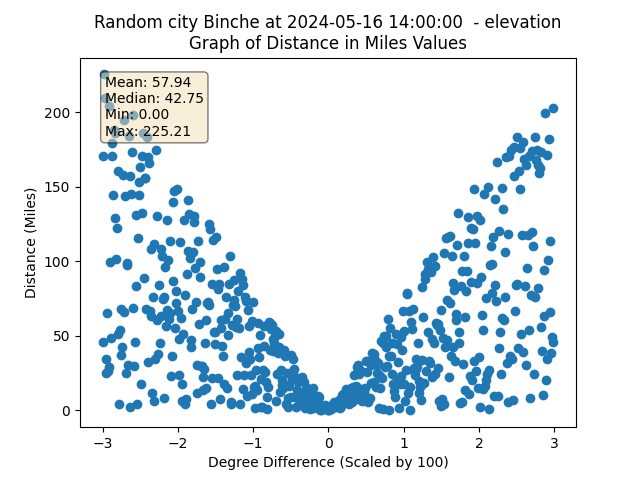 Random city Binche at 2024-05-16 14:00:00 - elevation
Graph of Distance in Miles Values
Mean: 57.94
Median: 42.75
Min: 0.00
Max: 225.21
200
150
100
50
0
Distance (Miles)
−3 −2 −1 0 1 2 3
Degree Difference (Scaled by 100)